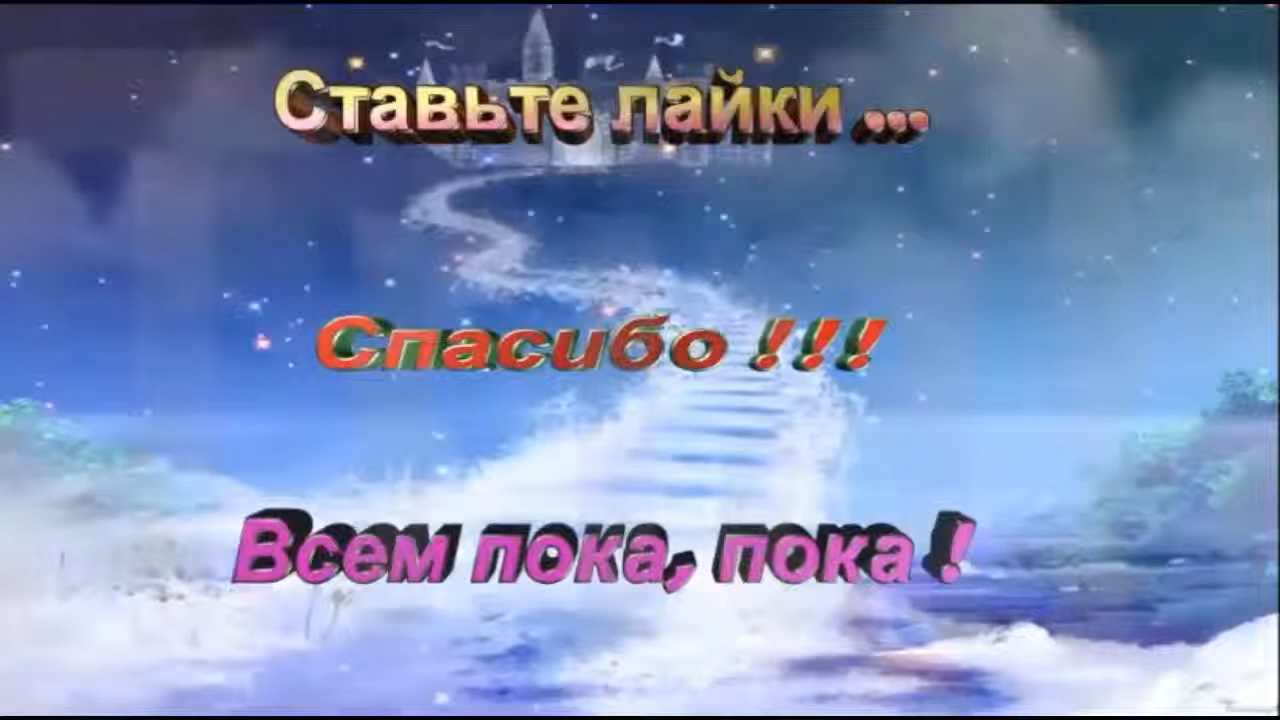 Ставьте лайки ...
Спасибо !!!
Всем пока, пока !